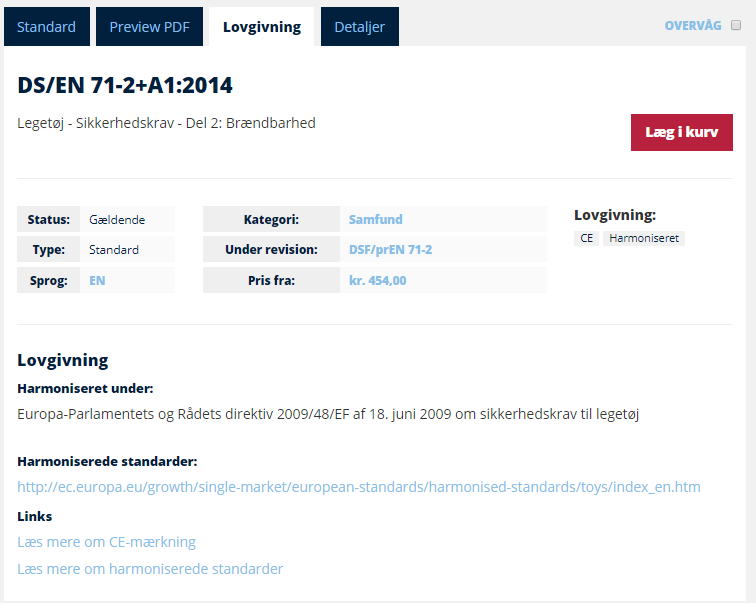 Standard Preview PDF Lovgivning Detaljer OVERVÅG
DS/EN 71-2+A1:2014
Legetøj - Sikkerhedskrav - Del 2: Brændbarhed
Læg i kurv
Status: Gældende Kategori: Samfund Lovgivning:
Type: Standard Under revision: DSF/prEN 71-2 CE Harmoniseret
Sprog: EN Pris fra: kr. 454,00
Lovgivning
Harmoniseret under:
Europa-Parlamentets og Rådets direktiv 2009/48/EF af 18. juni 2009 om sikkerhedskrav til legetøj
Harmoniserede standarder:
http://ec.europa.eu/growth/single-market/european-standards/harmonised-standards/toys/index_en.htm
Links
Læs mere om CE-mærkning
Læs mere om harmoniserede standarder